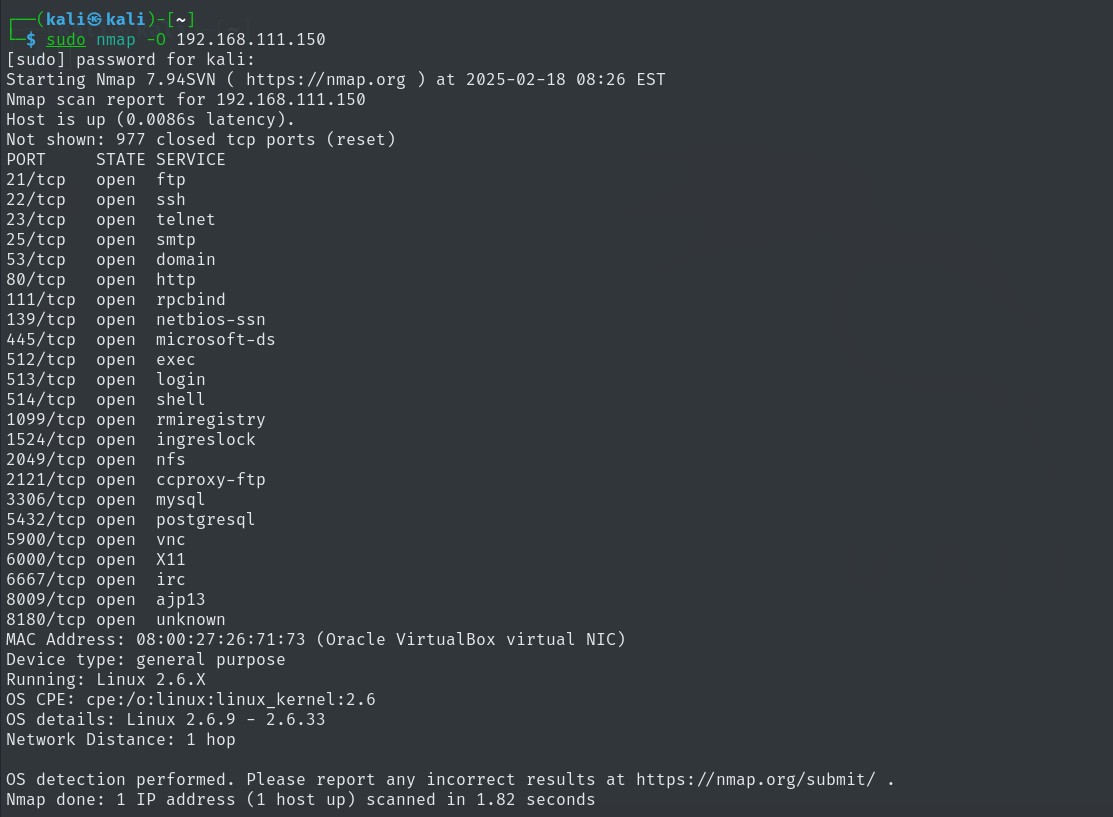 ┌──(kali㉿kali)-[~]
└─$ sudo nmap -O 192.168.111.150
[sudo] password for kali:
Starting Nmap 7.94SVN ( https://nmap.org ) at 2025-02-18 08:26 EST
Nmap scan report for 192.168.111.150
Host is up (0.0086s latency).
Not shown: 977 closed tcp ports (reset)
PORT     STATE SERVICE
21/tcp   open  ftp
22/tcp   open  ssh
23/tcp   open  telnet
25/tcp   open  smtp
53/tcp   open  domain
80/tcp   open  http
111/tcp  open  rpcbind
139/tcp  open  netbios-ssn
445/tcp  open  microsoft-ds
512/tcp  open  exec
513/tcp  open  login
514/tcp  open  shell
1099/tcp open  rmiregistry
1524/tcp open  ingreslock
2049/tcp open  nfs
2121/tcp open  ccproxy-ftp
3306/tcp open  mysql
5432/tcp open  postgresql
5900/tcp open  vnc
6000/tcp open  X11
6667/tcp open  irc
8009/tcp open  ajp13
8180/tcp open  unknown
MAC Address: 08:00:27:26:71:73 (Oracle VirtualBox virtual NIC)
Device type: general purpose
Running: Linux 2.6.X
OS CPE: cpe:/o:linux:linux_kernel:2.6
OS details: Linux 2.6.9 - 2.6.33
Network Distance: 1 hop

OS detection performed. Please report any incorrect results at https://nmap.org/submit/ .
Nmap done: 1 IP address (1 host up) scanned in 1.82 seconds